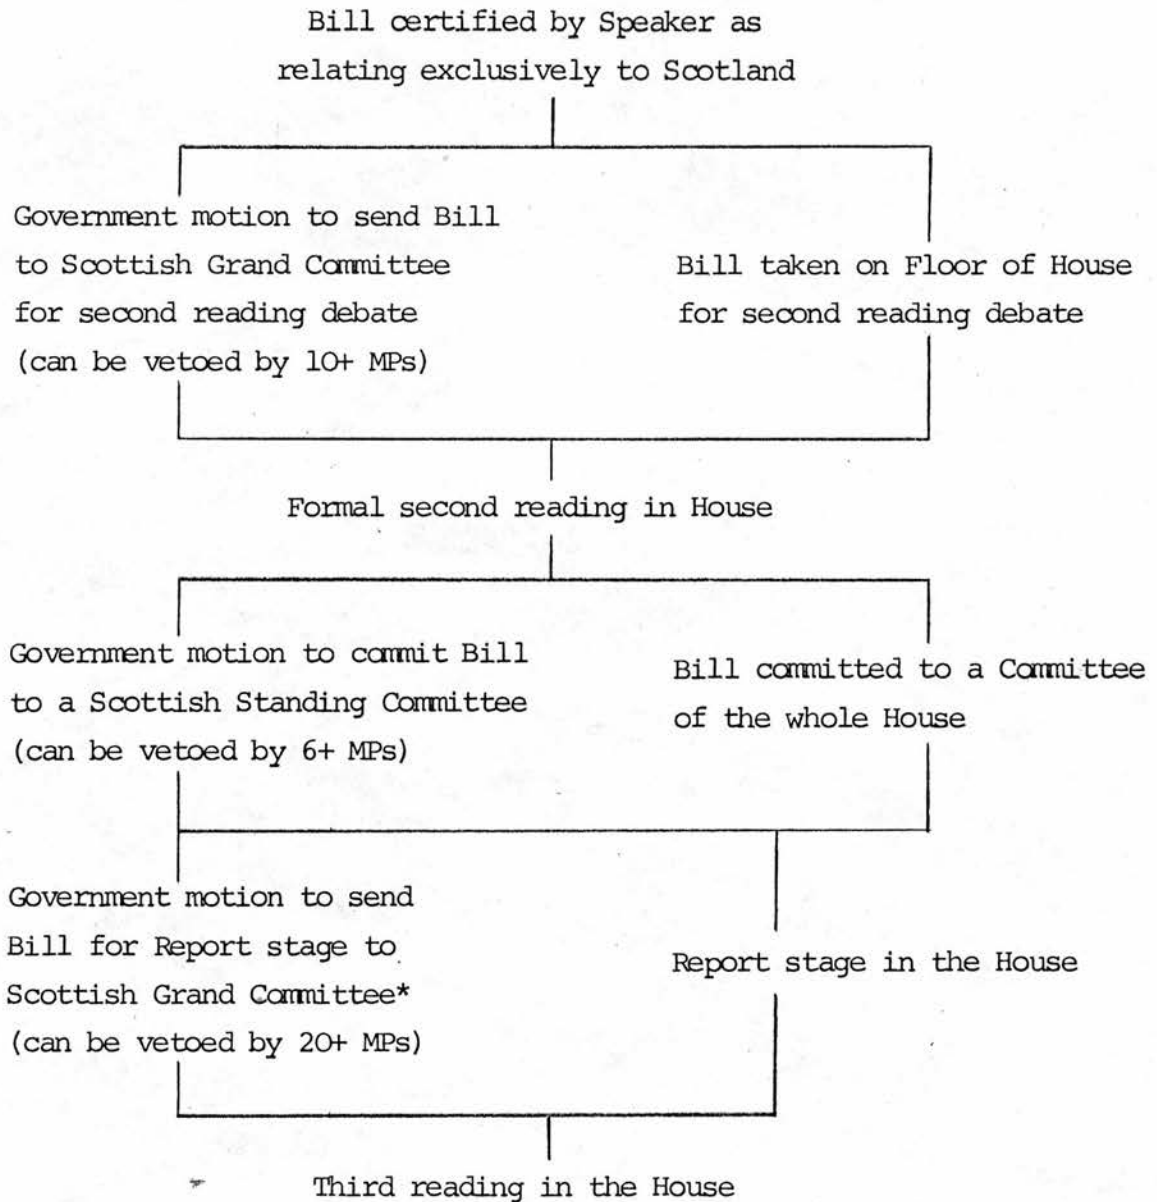 Bill certified by Speaker as
relating exclusively to Scotland
Government motion to send Bill
to Scottish Grand Committee
for second reading debate
(can be vetoed by 10+ MPs)
Bill taken on Floor of House
for second reading debate
Formal second reading in House
Government motion to commit Bill
to a Scottish Standing Committee
(can be vetoed by 6+ MPs)
Bill committed to a Committee
of the whole House
Government motion to send
Bill for Report stage to
Scottish Grand Committee*
(can be vetoed by 20+ MPs)
Report stage in the House
Third reading in the House